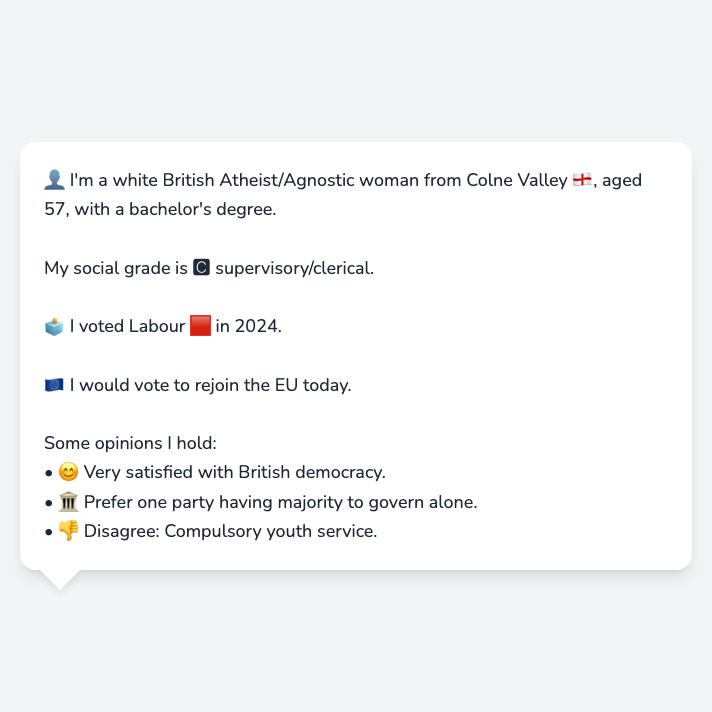 👤 I'm a white British Atheist/Agnostic woman from Colne Valley 🏴󠁧󠁢󠁥󠁮󠁧󠁿, aged
57, with a bachelor's degree.
My social grade is 🅲 supervisory/clerical.
🗳️ I voted Labour 🟥 in 2024.
🇪🇺 I would vote to rejoin the EU today.
Some opinions I hold:
• 😊 Very satisfied with British democracy.
• 🏛️ Prefer one party having majority to govern alone.
• 👎 Disagree: Compulsory youth service.